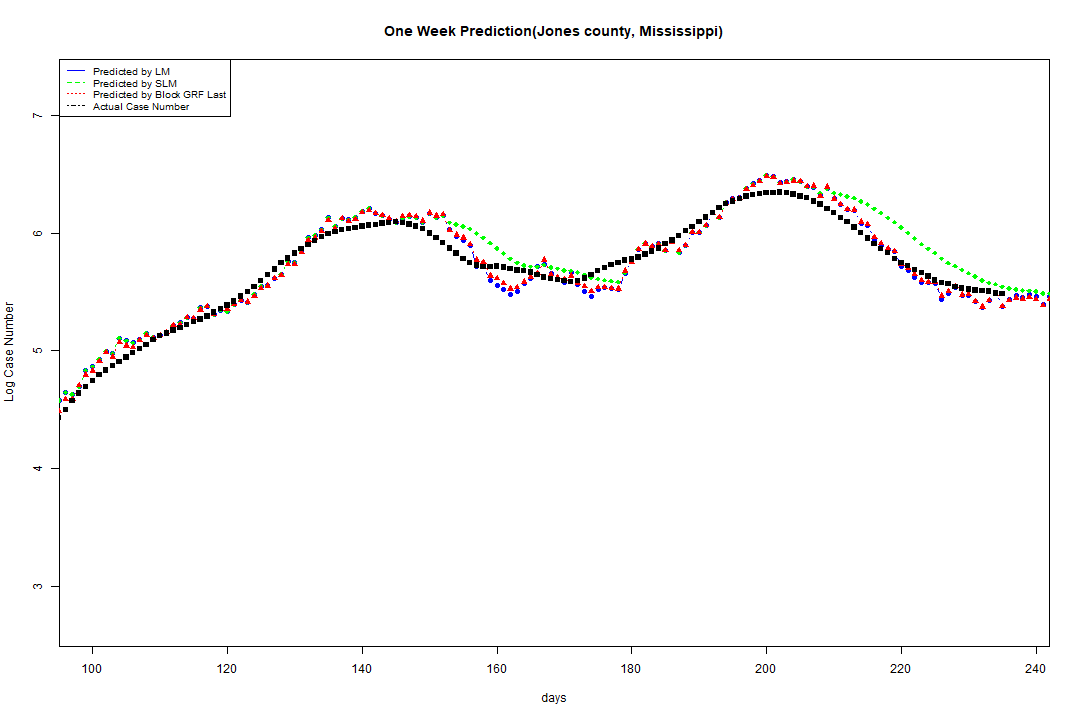 One Week Prediction(Jones county, Mississippi)
Predicted by LM
Predicted by SLM
Predicted by Block GRF Last
Actual Case Number
7
6
5
4
3
Log Case Number
100 120 140 160 180 200 220 240
days